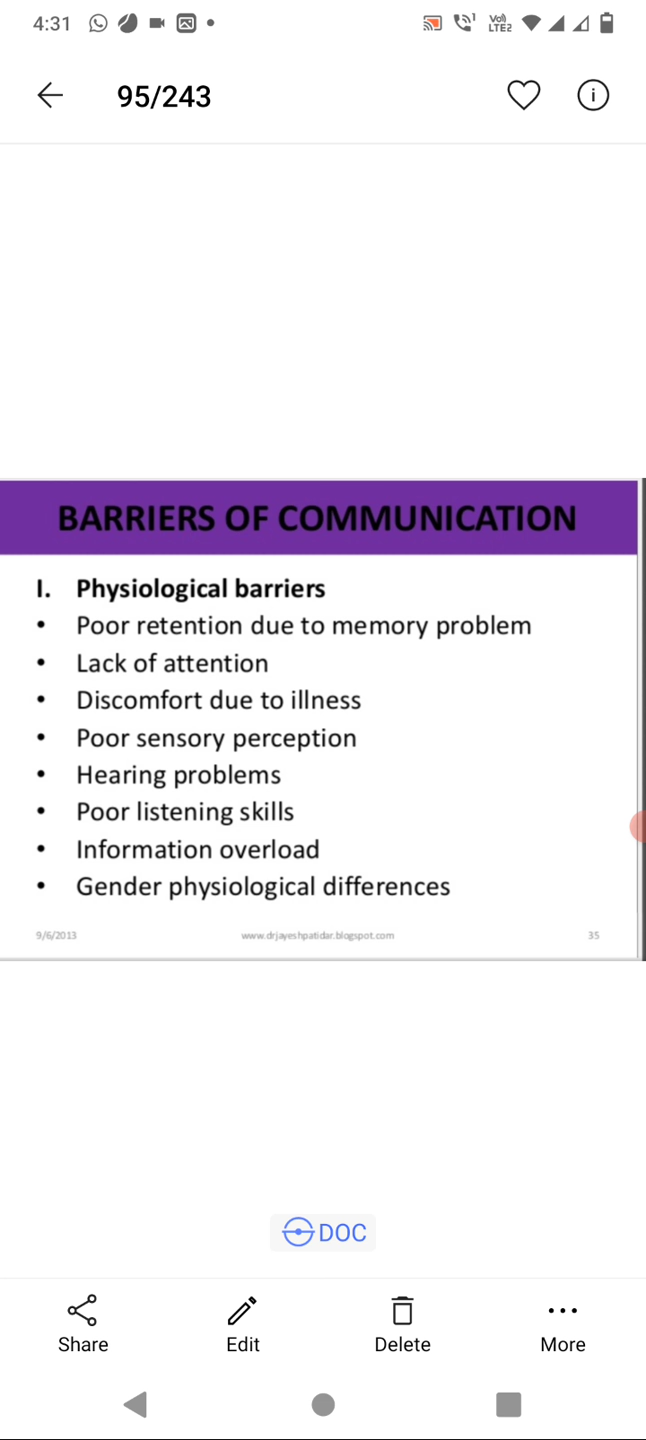 4:31
Vo)) LTE2
95/243
BARRIERS OF COMMUNICATION
I. Physiological barriers
• Poor retention due to memory problem
• Lack of attention
• Discomfort due to illness
• Poor sensory perception
• Hearing problems
• Poor listening skills
• Information overload
• Gender physiological differences
9/6/2013 www.drjayeshpatidar.blogspot.com 35
DOC
Share Edit Delete More